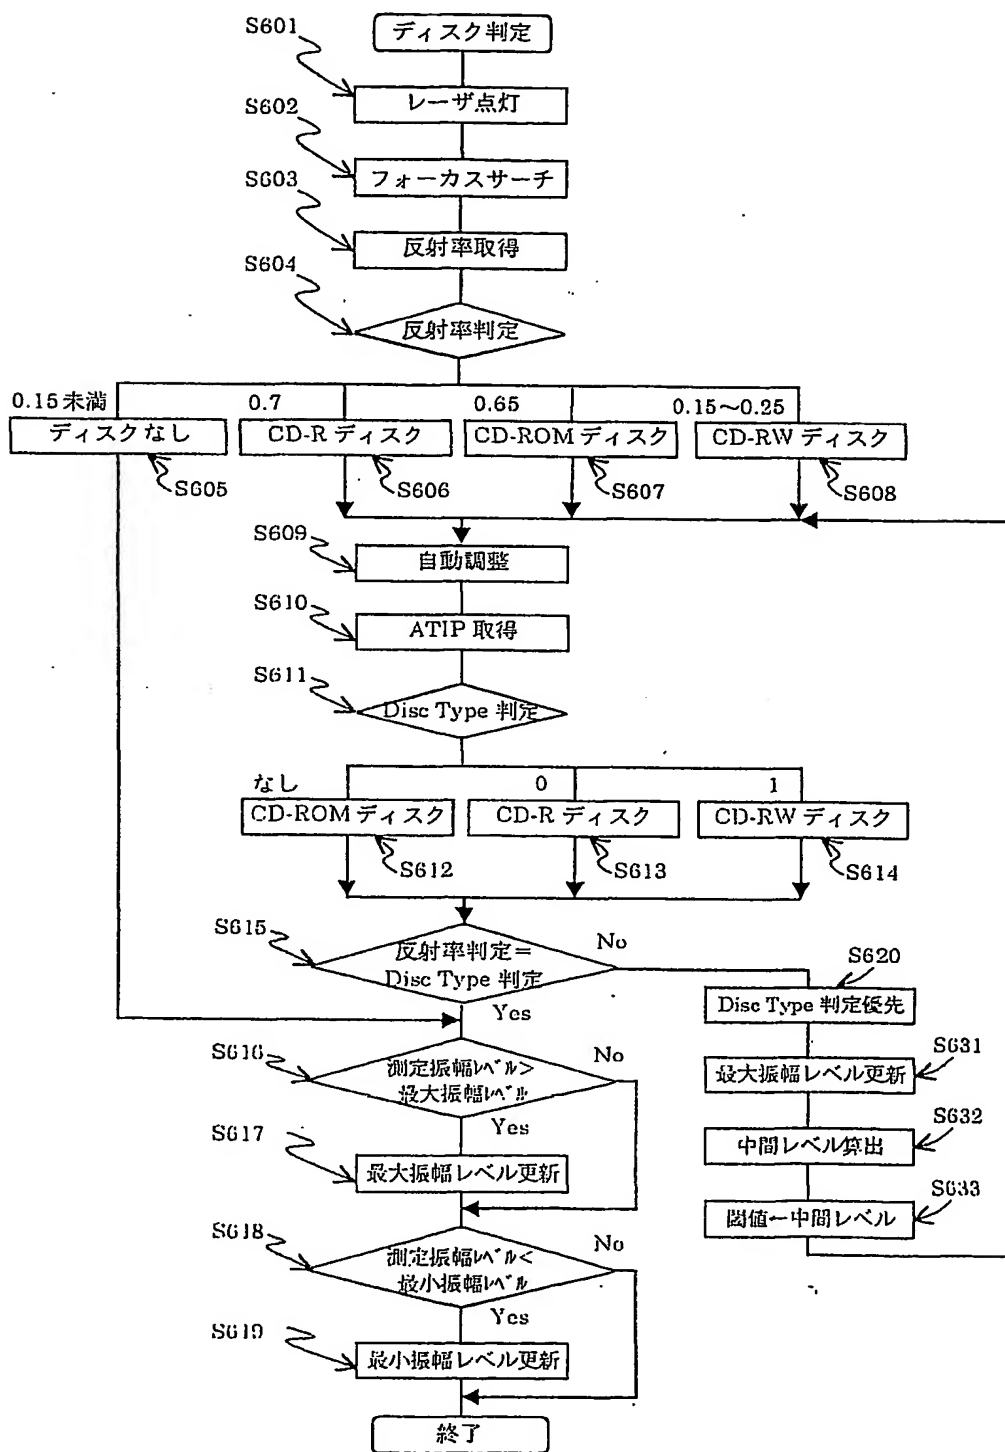 S601
ディスク判定
レーザ点灯
S602
フォーカスサーチ
S603
反射率取得
S604
反射率判定
0.15未満
0.7
0.65
0.15~0.25
ディスクなし
CD-R ディスク
CD-ROM ディスク
CD-RW ディスク
S605
S606
S607
S608
S609
自動調整
S610
ATIP 取得
S611
Disc Type 判定
なし
0
1
CD-ROM ディスク
CD-R ディスク
CD-RW ディスク
S612
S613
S614
S615
反射率判定=
Disc Type 判定
No
Yes
S620
Disc Type 判定優先
S616
測定振幅レベル>
最大振幅レベル
No
Yes
S631
最大振幅レベル更新
S617
最大振幅レベル更新
S632
中間レベル算出
S633
閾値←中間レベル
S618
測定振幅レベル<
最小振幅レベル
No
Yes
S619
最小振幅レベル更新
終了